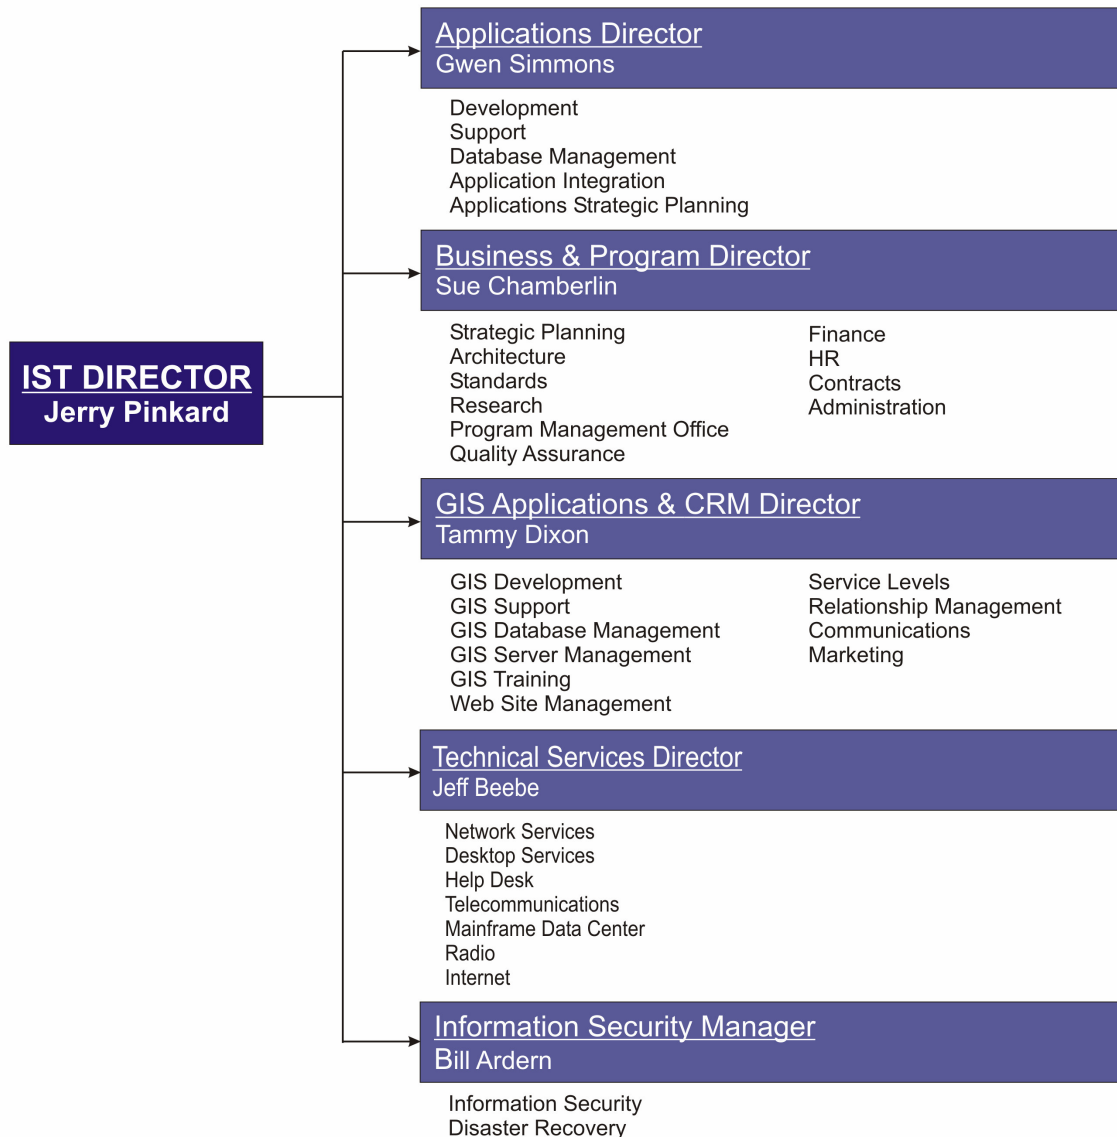 IST DIRECTOR
Jerry Pinkard
Applications Director
Gwen Simmons
Development
Support
Database Management
Application Integration
Applications Strategic Planning
Business & Program Director
Sue Chamberlin
Strategic Planning
Architecture
Standards
Research
Program Management Office
Quality Assurance
Finance
HR
Contracts
Administration
GIS Applications & CRM Director
Tammy Dixon
GIS Development
GIS Support
GIS Database Management
GIS Server Management
GIS Training
Web Site Management
Service Levels
Relationship Management
Communications
Marketing
Technical Services Director
Jeff Beebe
Network Services
Desktop Services
Help Desk
Telecommunications
Mainframe Data Center
Radio
Internet
Information Security Manager
Bill Ardern
Information Security
Disaster Recovery